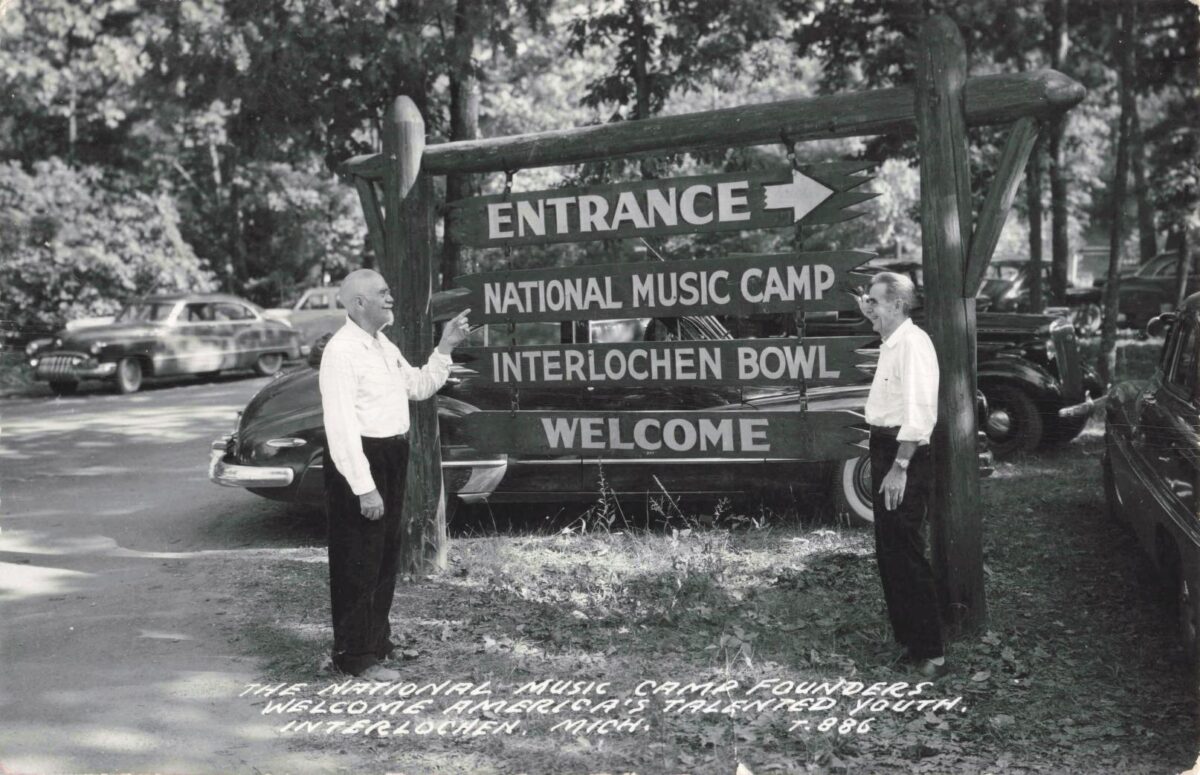 ENTRANCE
NATIONAL MUSIC CAMP
INTERLOCHEN BOWL
WELCOME
THE NATIONAL MUSIC CAMP FOUNDERS
WELCOME AMERICA'S TALENTED YOUTH.
INTERLOCHEN, MICH. T-886